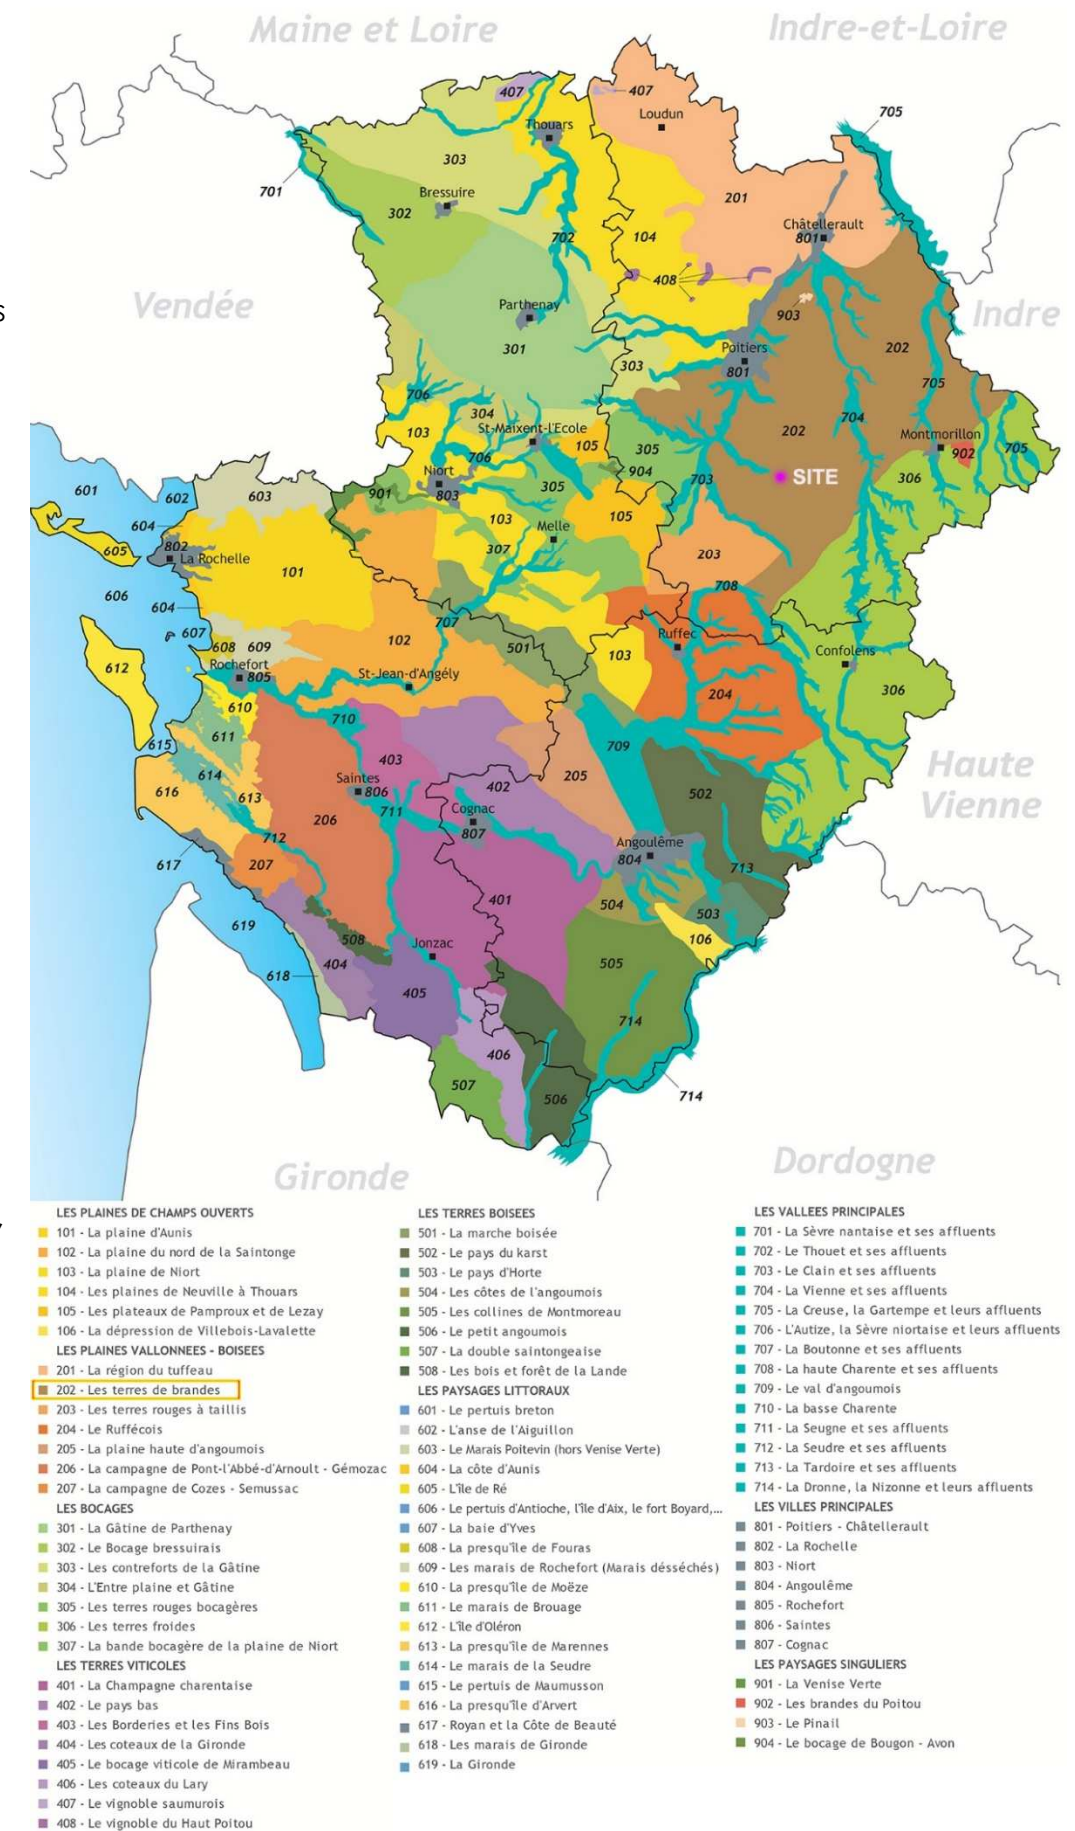 Maine et Loire
Indre-et-Loire
407
407
Loudun
705
Thouars
303
701
Bressuire
201
302
Châtellerault
801
702
104
408
Vendée
Parthenay
903
Indre
301
Poitiers
202
303
801
705
706
304
704
103
St-Maixent-l'Ecole
202
Montmorillon
105
305
902
705
706
Niort
904
601
602
603
901
803
305
703
SITE
306
604
103
105
605
802
Melle
La Rochelle
307
203
101
606
604
708
607
707
102
608
609
501
Ruffec
612
Rochefort
103
Confolens
805
St-Jean-d'Angély
204
306
610
710
611
615
709
614
403
205
Haute
Vienne
Saintes
402
616
613
806
502
711
Cognac
206
807
712
Angoulême
617
207
804
713
401
504
503
619
508
Jonzac
106
618
404
505
405
714
406
507
506
714
Gironde
Dordogne
LES PLAINES DE CHAMPS OUVERTS
101 - La plaine d'Aunis
102 - La plaine du nord de la Saintonge
103 - La plaine de Niort
104 - Les plaines de Neuville à Thouars
105 - Les plateaux de Pamproux et de Lezay
106 - La dépression de Villebois-Lavalette
LES PLAINES VALLONNEES - BOISEES
201 - La région du tuffeau
202 - Les terres de brandes
203 - Les terres rouges à taillis
204 - Le Ruffécois
205 - La plaine haute d'angoumois
206 - La campagne de Pont-l'Abbé-d'Arnoult - Gémozac
207 - La campagne de Cozes - Semussac
LES BOCAGES
301 - La Gâtine de Parthenay
302 - Le Bocage bressuirais
303 - Les contreforts de la Gâtine
304 - L'Entre plaine et Gâtine
305 - Les terres rouges bocagères
306 - Les terres froides
307 - La bande bocagère de la plaine de Niort
LES TERRES VITICOLES
401 - La Champagne charentaise
402 - Le pays bas
403 - Les Borderies et les Fins Bois
404 - Les coteaux de la Gironde
405 - Le bocage viticole de Mirambeau
406 - Les coteaux du Lary
407 - Le vignoble saumurois
408 - Le vignoble du Haut Poitou
LES TERRES BOISEES
501 - La marche boisée
502 - Le pays du karst
503 - Le pays d'Horte
504 - Les côtes de l'angoumois
505 - Les collines de Montmoreau
506 - Le petit angoumois
507 - La double saintongeaise
508 - Les bois et forêt de la Lande
LES PAYSAGES LITTORAUX
601 - Le pertuis breton
602 - L'anse de l'Aiguillon
603 - Le Marais Poitevin (hors Venise Verte)
604 - La côte d'Aunis
605 - L'île de Ré
606 - Le pertuis d'Antioche, l'île d'Aix, le fort Boyard,...
607 - La baie d'Yves
608 - La presqu'île de Fouras
609 - Les marais de Rochefort (Marais désséchés)
610 - La presqu'île de Moëze
611 - Le marais de Brouage
612 - L'île d'Oléron
613 - La presqu'île de Marennes
614 - Le marais de la Seudre
615 - Le pertuis de Maumusson
616 - La presqu'île d'Arvert
617 - Royan et la Côte de Beauté
618 - Les marais de Gironde
619 - La Gironde
LES VALLEES PRINCIPALES
701 - La Sèvre nantaise et ses affluents
702 - Le Thouet et ses affluents
703 - Le Clain et ses affluents
704 - La Vienne et ses affluents
705 - La Creuse, la Gartempe et leurs affluents
706 - L'Autize, la Sèvre niortaise et leurs affluents
707 - La Boutonne et ses affluents
708 - La haute Charente et ses affluents
709 - Le val d'angoumois
710 - La basse Charente
711 - La Seugne et ses affluents
712 - La Seudre et ses affluents
713 - La Tardoire et ses affluents
714 - La Dronne, la Nizonne et leurs affluents
LES VILLES PRINCIPALES
801 - Poitiers - Châtellerault
802 - La Rochelle
803 - Niort
804 - Angoulême
805 - Rochefort
806 - Saintes
807 - Cognac
LES PAYSAGES SINGULIERS
901 - La Venise Verte
902 - Les brandes du Poitou
903 - Le Pinail
904 - Le bocage de Bougon - Avon